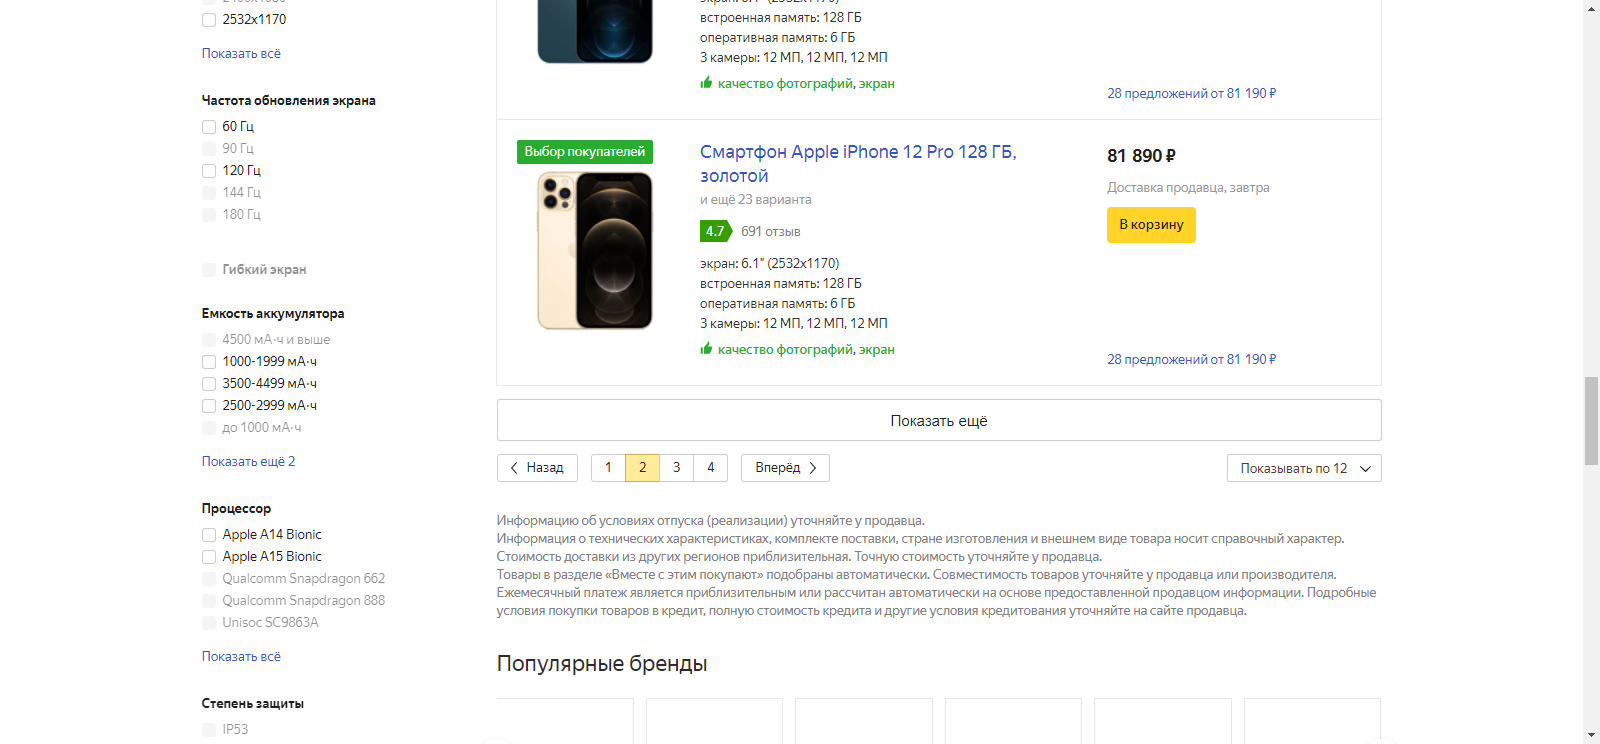 2532x1170
Показать всё
Частота обновления экрана
60 Гц
90 Гц
120 Гц
144 Гц
180 Гц
Гибкий экран
Емкость аккумулятора
4500 мА·ч и выше
1000-1999 мА·ч
3500-4499 мА·ч
2500-2999 мА·ч
до 1000 мА·ч
Показать ещё 2
Процессор
Apple A14 Bionic
Apple A15 Bionic
Qualcomm Snapdragon 662
Qualcomm Snapdragon 888
Unisoc SC9863A
Показать всё
Степень защиты
IP53
встроенная память: 128 ГБ
оперативная память: 6 ГБ
3 камеры: 12 МП, 12 МП, 12 МП
качество фотографий, экран
28 предложений от 81 190 ₽
Выбор покупателей
Смартфон Apple iPhone 12 Pro 128 ГБ,
золотой
и ещё 23 варианта
4.7 691 отзыв
экран: 6.1" (2532x1170)
встроенная память: 128 ГБ
оперативная память: 6 ГБ
3 камеры: 12 МП, 12 МП, 12 МП
качество фотографий, экран
81 890 ₽
Доставка продавца, завтра
В корзину
28 предложений от 81 190 ₽
Показать ещё
Назад 1 2 3 4 Вперёд
Показывать по 12
Информацию об условиях отпуска (реализации) уточняйте у продавца.
Информация о технических характеристиках, комплекте поставки, стране изготовления и внешнем виде товара носит справочный характер.
Стоимость доставки из других регионов приблизительная. Точную стоимость уточняйте у продавца.
Товары в разделе «Вместе с этим покупают» подобраны автоматически. Совместимость товаров уточняйте у продавца или производителя.
Ежемесячный платеж является приблизительным или рассчитан автоматически на основе предоставленной продавцом информации. Подробные
условия покупки товаров в кредит, полную стоимость кредита и другие условия кредитования уточняйте на сайте продавца.
Популярные бренды